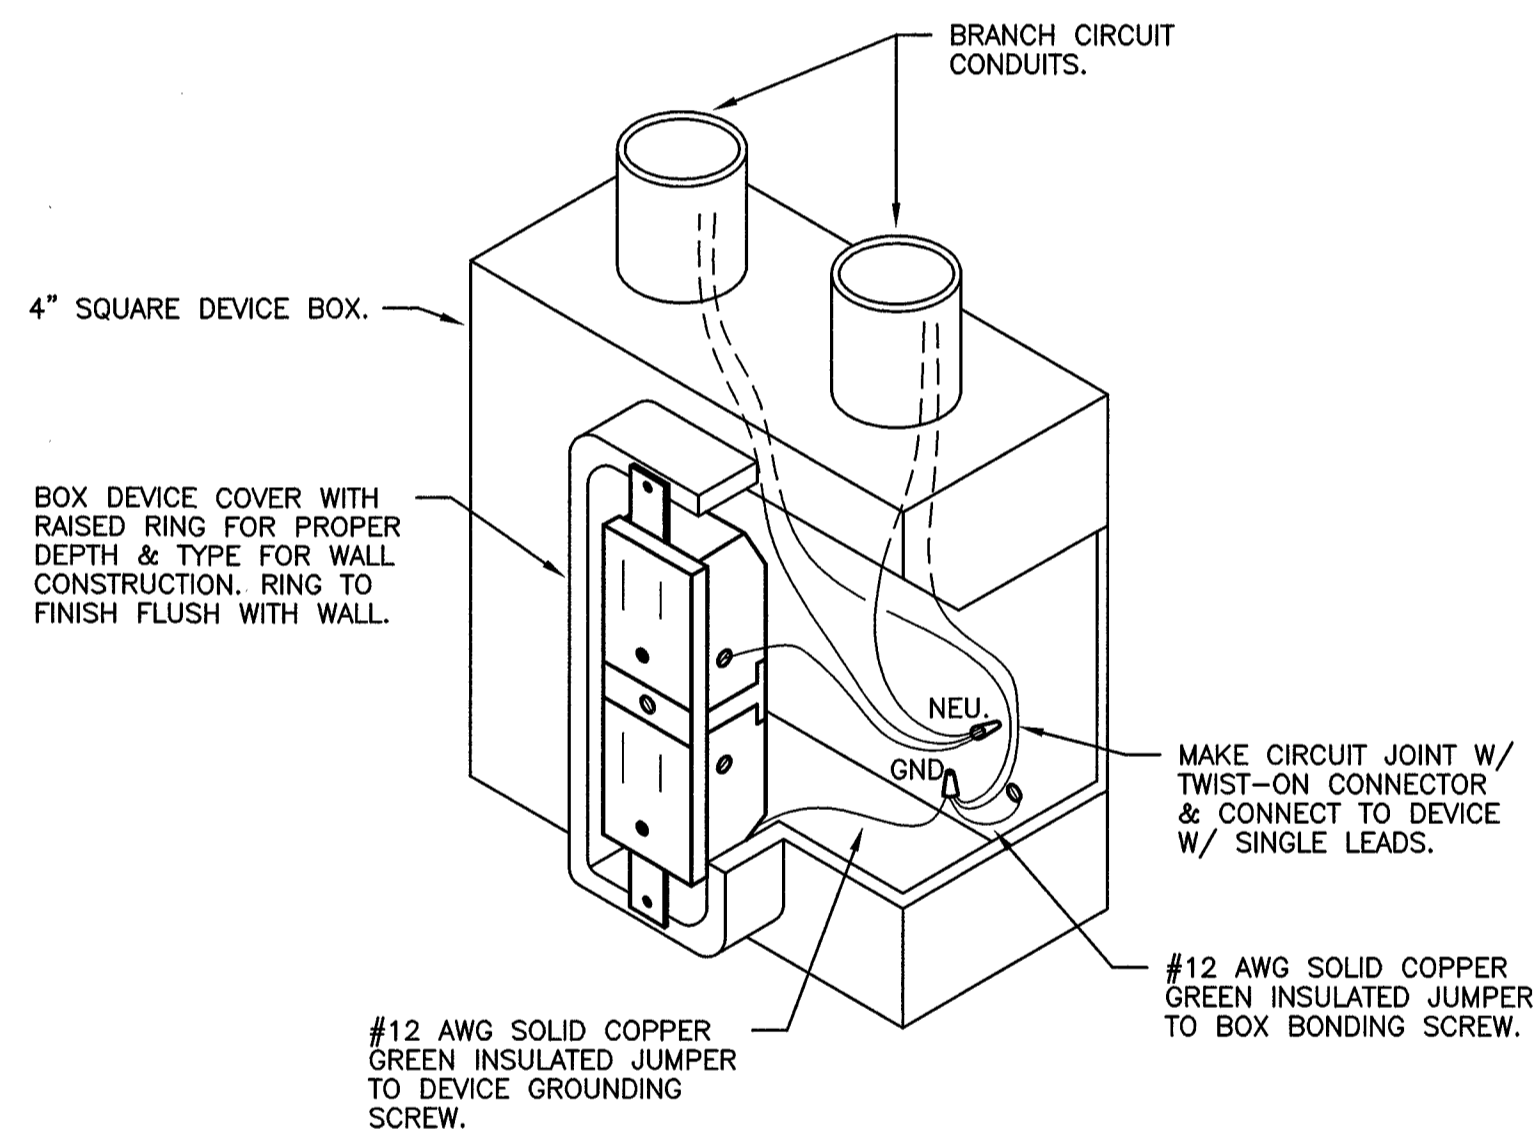 BRANCH CIRCUIT
CONDUITS.
4" SQUARE DEVICE BOX.
BOX DEVICE COVER WITH
RAISED RING FOR PROPER
DEPTH & TYPE FOR WALL
CONSTRUCTION. RING TO
FINISH FLUSH WITH WALL.
NEU.
GND
MAKE CIRCUIT JOINT W/
TWIST-ON CONNECTOR
& CONNECT TO DEVICE
W/ SINGLE LEADS.
#12 AWG SOLID COPPER
GREEN INSULATED JUMPER
TO BOX BONDING SCREW.
#12 AWG SOLID COPPER
GREEN INSULATED JUMPER
TO DEVICE GROUNDING
SCREW.